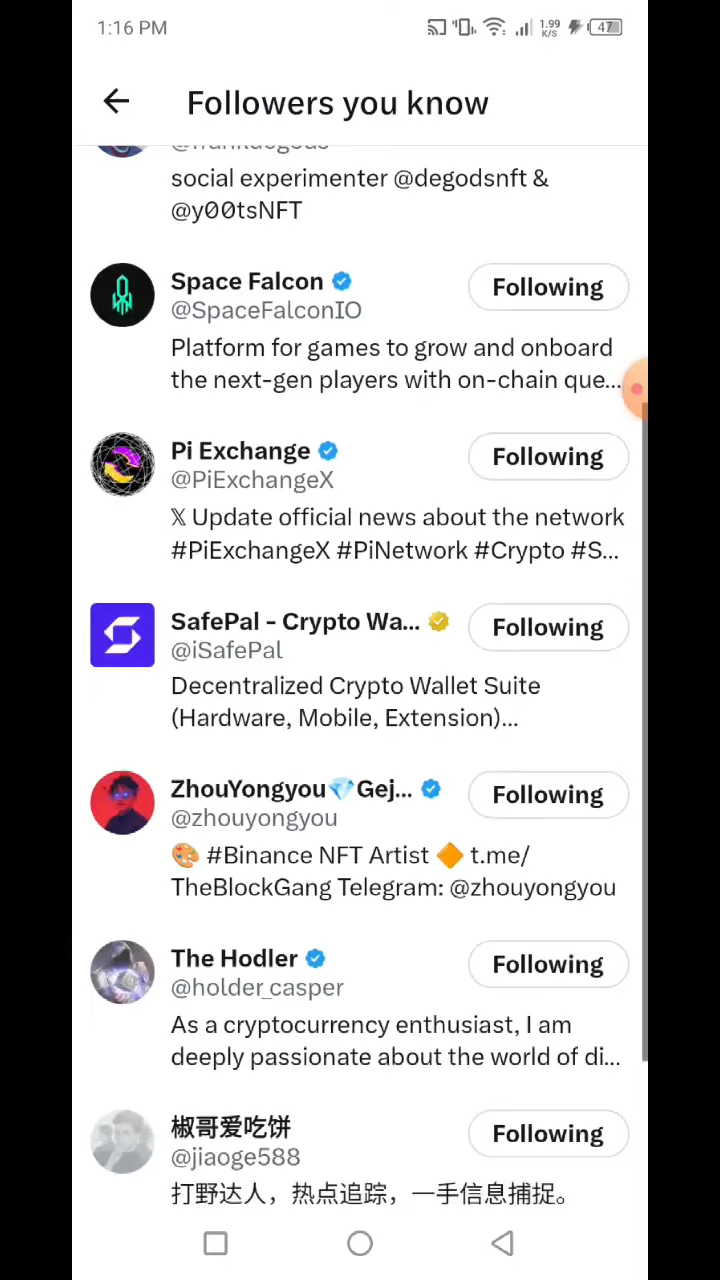 1:16 PM
1.99
K/S
47
Followers you know
@frankdegods
social experimenter @degodsnft &
@y00tsNFT
Space Falcon
Following
@SpaceFalconIO
Platform for games to grow and onboard
the next-gen players with on-chain que...
Pi Exchange
Following
@PiExchangeX
𝕏 Update official news about the network
#PiExchangeX #PiNetwork #Crypto #S...
SafePal - Crypto Wa...
Following
@iSafePal
Decentralized Crypto Wallet Suite
(Hardware, Mobile, Extension)...
ZhouYongyou💎Gej...
Following
@zhouyongyou
🎨 #Binance NFT Artist 🔶 t.me/
TheBlockGang Telegram: @zhouyongyou
The Hodler
Following
@holder_casper
As a cryptocurrency enthusiast, I am
deeply passionate about the world of di...
椒哥爱吃饼
Following
@jiaoge588
打野达人，热点追踪，一手信息捕捉。